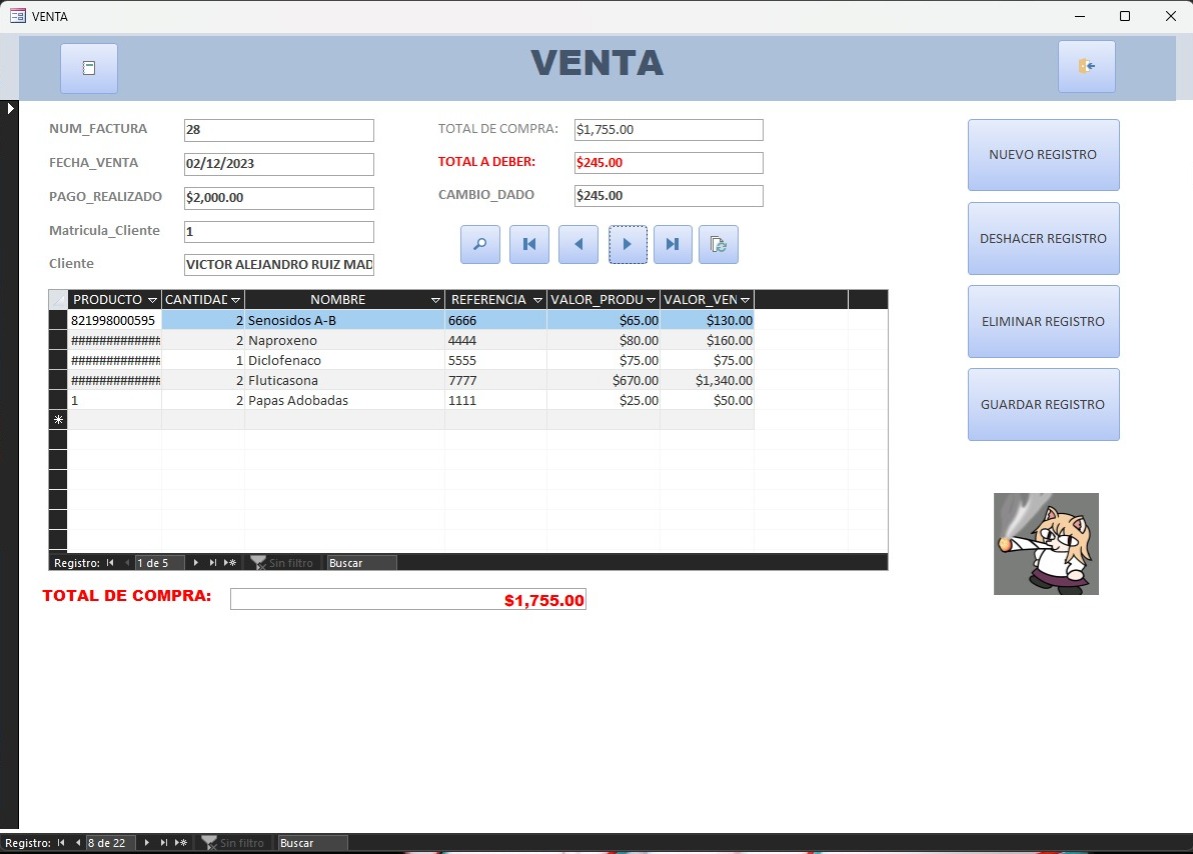 VENTA
VENTA
NUM_FACTURA 28
FECHA_VENTA 02/12/2023
PAGO_REALIZADO $2,000.00
Matricula_Cliente 1
Cliente VICTOR ALEJANDRO RUIZ MAD
TOTAL DE COMPRA: $1,755.00
TOTAL A DEBER: $245.00
CAMBIO_DADO $245.00
NUEVO REGISTRO
DESHACER REGISTRO
ELIMINAR REGISTRO
GUARDAR REGISTRO
PRODUCTO CANTIDAD NOMBRE REFERENCIA VALOR_PRODU VALOR_VEN
821998000595 2 Senosidos A-B 6666 $65.00 $130.00
############# 2 Naproxeno 4444 $80.00 $160.00
############# 1 Diclofenaco 5555 $75.00 $75.00
############# 2 Fluticasona 7777 $670.00 $1,340.00
1 2 Papas Adobadas 1111 $25.00 $50.00
Registro: 1 de 5 Sin filtro Buscar
TOTAL DE COMPRA: $1,755.00
Registro: 8 de 22 Sin filtro Buscar